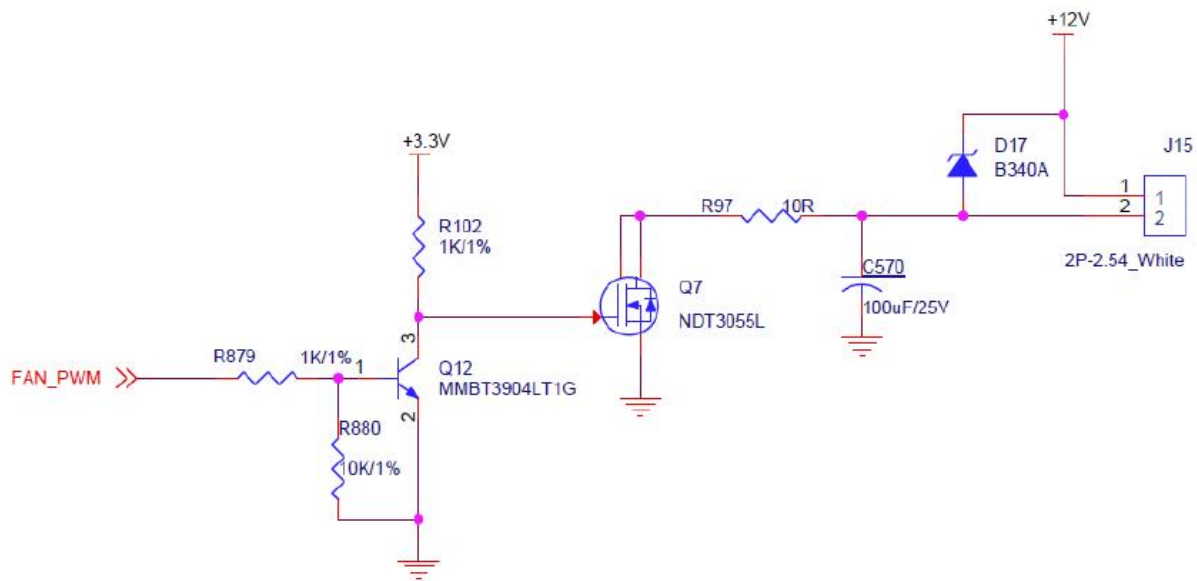 +12V
D17
B340A
J15
1
2
1
2
2P-2.54_White
+3.3V
R102
1K/1%
R97
10R
C570
100uF/25V
Q7
NDT3055L
3
R879
1K/1%
1
Q12
MMBT3904LT1G
FAN_PWM
2
R880
10K/1%